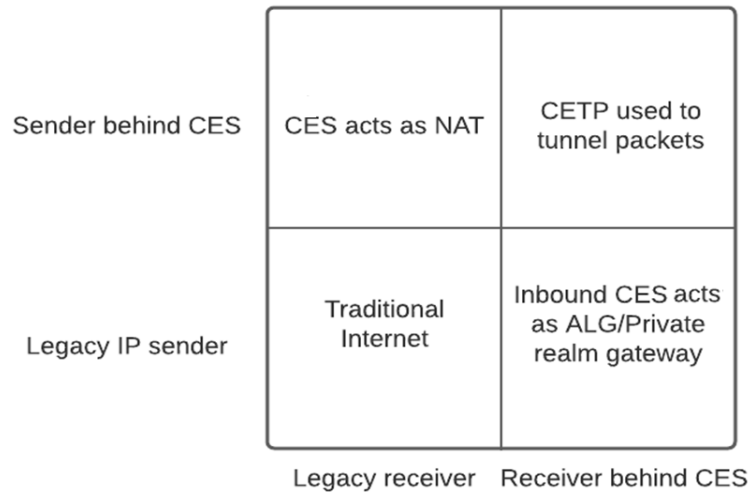 Sender behind CES
CES acts as NAT
CETP used to
tunnel packets
Legacy IP sender
Traditional
Internet
Inbound CES acts
as ALG/Private
realm gateway
Legacy receiver
Receiver behind CES